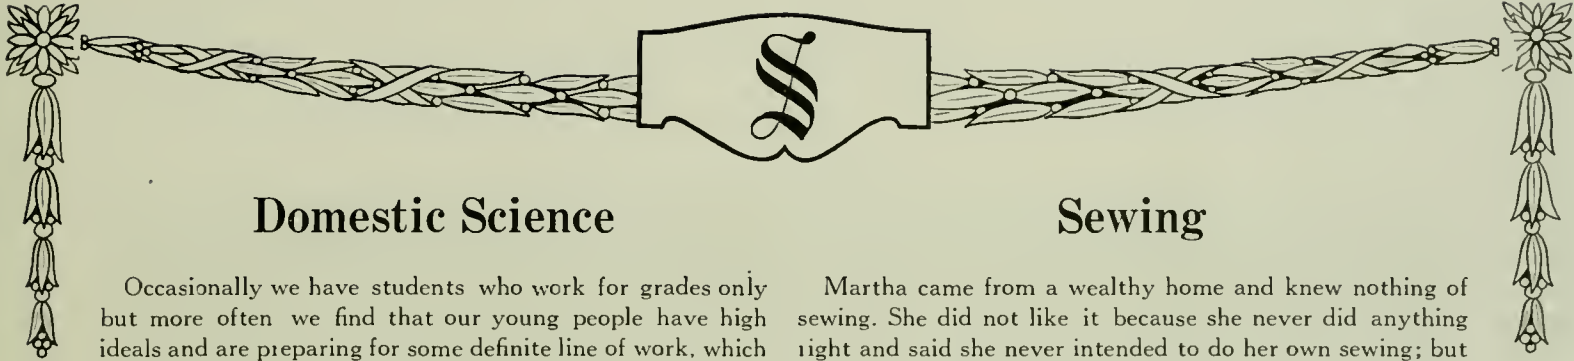 S
Domestic Science
Occasionally we have students who work for grades only
but more often we find that our young people have high
ideals and are preparing for some definite line of work, which
Sewing
Martha came from a wealthy home and knew nothing of
sewing. She did not like it because she never did anything
right and said she never intended to do her own sewing; but